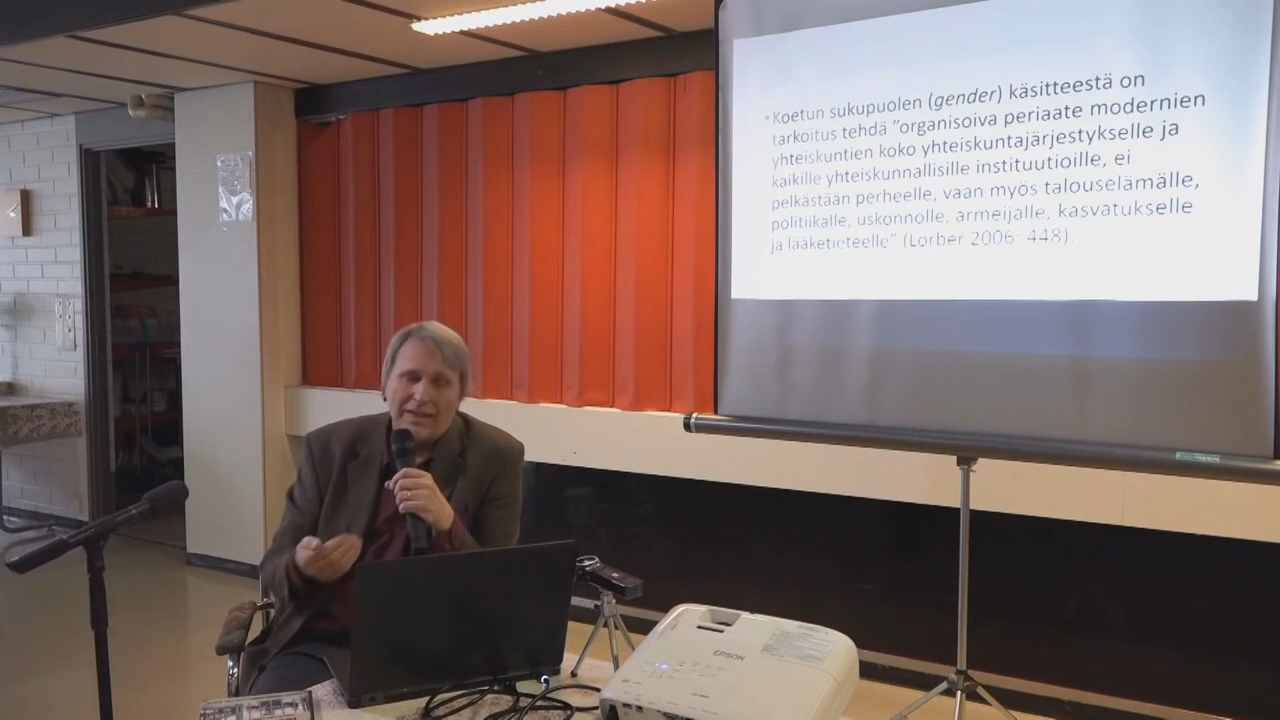 • Koetun sukupuolen (gender) käsitteestä on
tarkoitus tehdä ”organisoiva periaate modernien
yhteiskuntien koko yhteiskuntajärjestykselle ja
kaikille yhteiskunnallisille instituutioille, ei
pelkästään perheelle, vaan myös talouselämälle,
politiikalle, uskonnolle, armeijalle, kasvatukselle
ja lääketieteelle” (Lorber 2006: 448).
EPSON